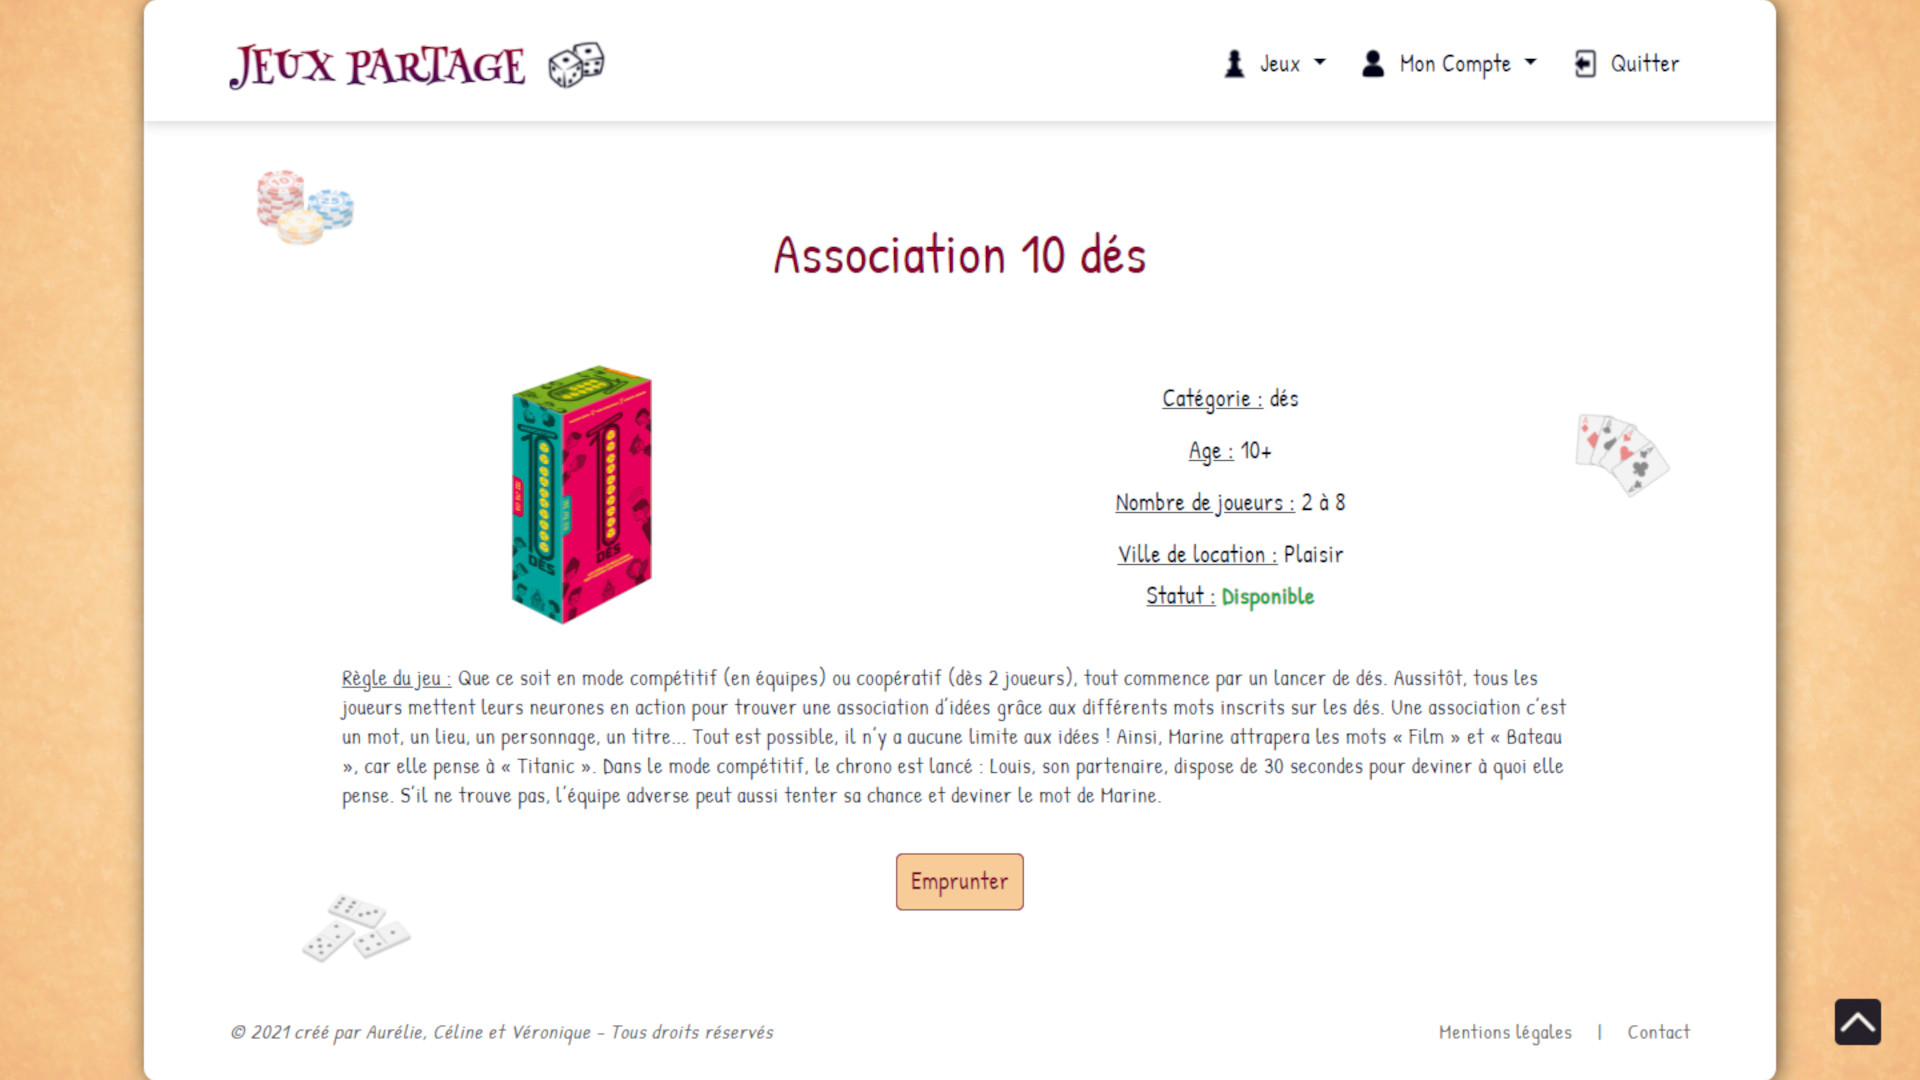 JEUX PARTAGE
Jeux
Mon Compte
Quitter
10
25
Association 10 dés
10
DÉS
10
DÉS
Catégorie : dés
Age : 10+
Nombre de joueurs : 2 à 8
Ville de location : Plaisir
Statut : Disponible
Règle du jeu : Que ce soit en mode compétitif (en équipes) ou coopératif (dès 2 joueurs), tout commence par un lancer de dés. Aussitôt, tous les
joueurs mettent leurs neurones en action pour trouver une association d'idées grâce aux différents mots inscrits sur les dés. Une association c'est
un mot, un lieu, un personnage, un titre... Tout est possible, il n'y a aucune limite aux idées ! Ainsi, Marine attrapera les mots « Film » et « Bateau
», car elle pense à « Titanic ». Dans le mode compétitif, le chrono est lancé : Louis, son partenaire, dispose de 30 secondes pour deviner à quoi elle
pense. S'il ne trouve pas, l'équipe adverse peut aussi tenter sa chance et deviner le mot de Marine.
Emprunter
© 2021 créé par Aurélie, Céline et Véronique - Tous droits réservés
Mentions légales | Contact